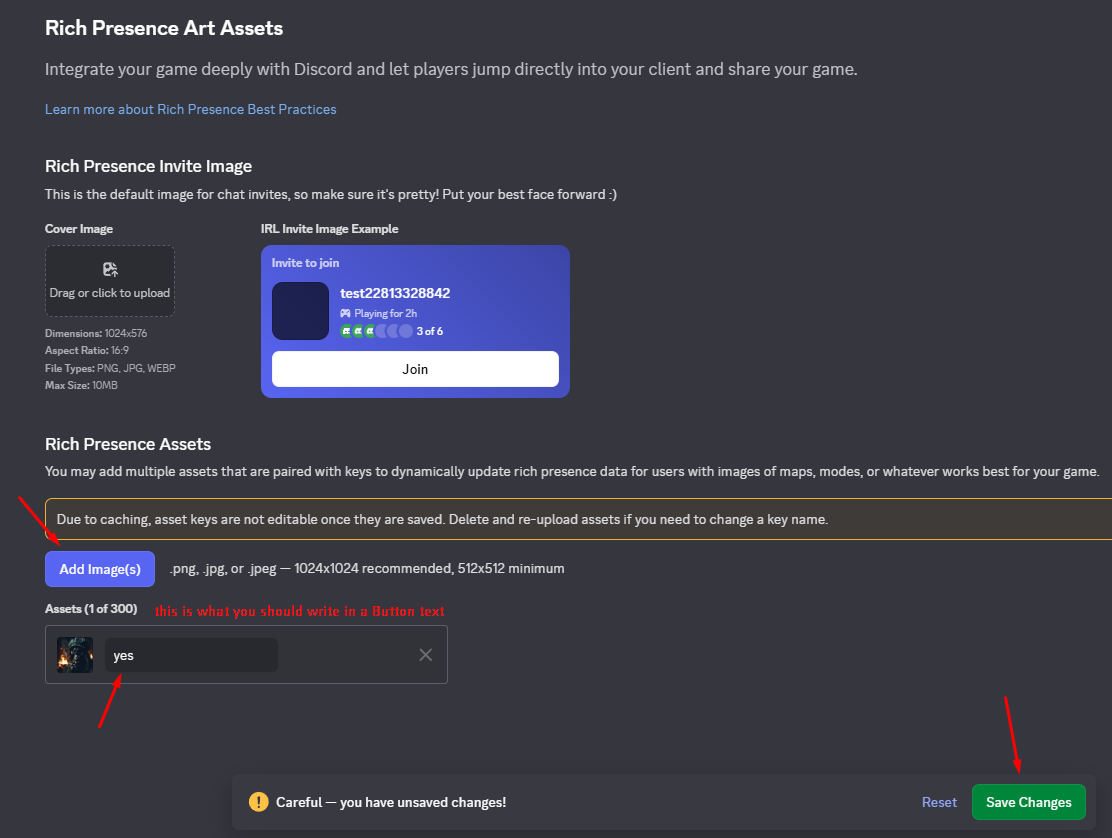 Rich Presence Art Assets
Integrate your game deeply with Discord and let players jump directly into your client and share your game.
Learn more about Rich Presence Best Practices
Rich Presence Invite Image
This is the default image for chat invites, so make sure it's pretty! Put your best face forward :)
Cover Image
IRL Invite Image Example
Drag or click to upload
Dimensions: 1024x576
Aspect Ratio: 16:9
File Types: PNG, JPG, WEBP
Max Size: 10MB
Invite to join
test22813328842
Playing for 2h
3 of 6
Join
Rich Presence Assets
You may add multiple assets that are paired with keys to dynamically update rich presence data for users with images of maps, modes, or whatever works best for your game.
Due to caching, asset keys are not editable once they are saved. Delete and re-upload assets if you need to change a key name.
Add Image(s) .png, .jpg, or .jpeg — 1024x1024 recommended, 512x512 minimum
Assets (1 of 300) this is what you should write in a Button text
yes
! Careful — you have unsaved changes! Reset Save Changes